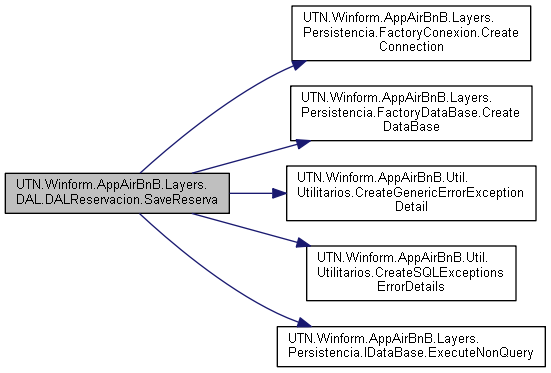 UTN.Winform.AppAirBnB.Layers.
Persistencia.FactoryConexion.Create
Connection
UTN.Winform.AppAirBnB.Layers.
Persistencia.FactoryDataBase.Create
DataBase
UTN.Winform.AppAirBnB.Layers.
DAL.DALReservacion.SaveReserva
UTN.Winform.AppAirBnB.Util.
Utilitarios.CreateGenericErrorException
Detail
UTN.Winform.AppAirBnB.Util.
Utilitarios.CreateSQLExceptions
ErrorDetails
UTN.Winform.AppAirBnB.Layers.
Persistencia.IDataBase.ExecuteNonQuery